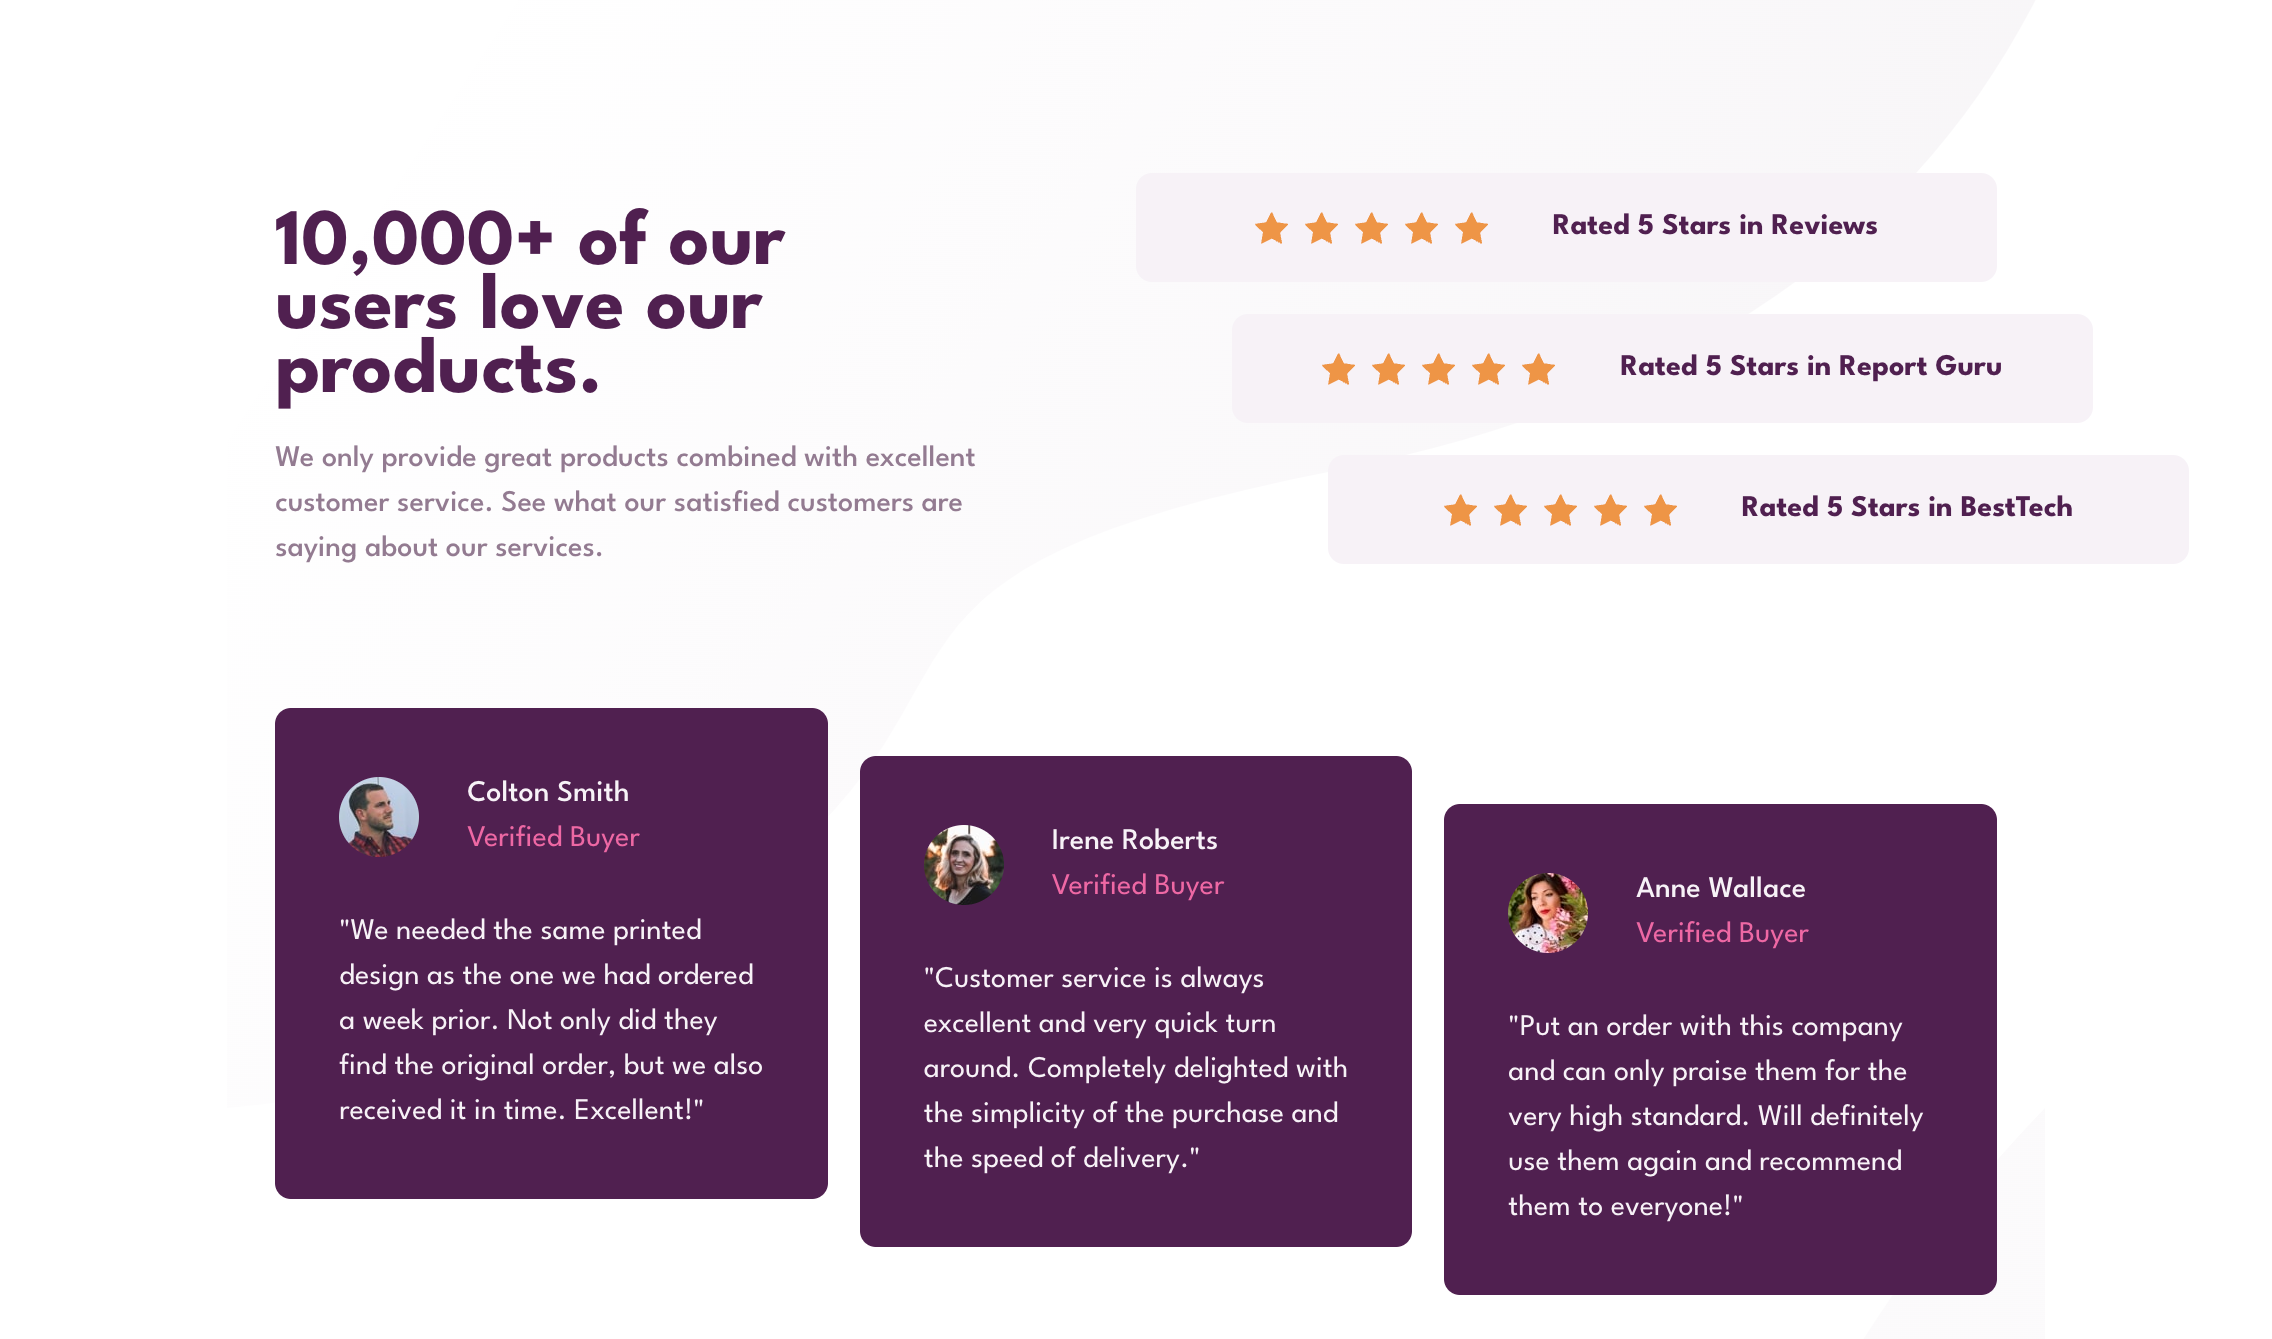 10,000+ of our
users love our
products.
We only provide great products combined with excellent
customer service. See what our satisfied customers are
saying about our services.
Rated 5 Stars in Reviews
Rated 5 Stars in Report Guru
Rated 5 Stars in BestTech
Colton Smith
Verified Buyer
"We needed the same printed
design as the one we had ordered
a week prior. Not only did they
find the original order, but we also
received it in time. Excellent!"
Irene Roberts
Verified Buyer
"Customer service is always
excellent and very quick turn
around. Completely delighted with
the simplicity of the purchase and
the speed of delivery."
Anne Wallace
Verified Buyer
"Put an order with this company
and can only praise them for the
very high standard. Will definitely
use them again and recommend
them to everyone!"